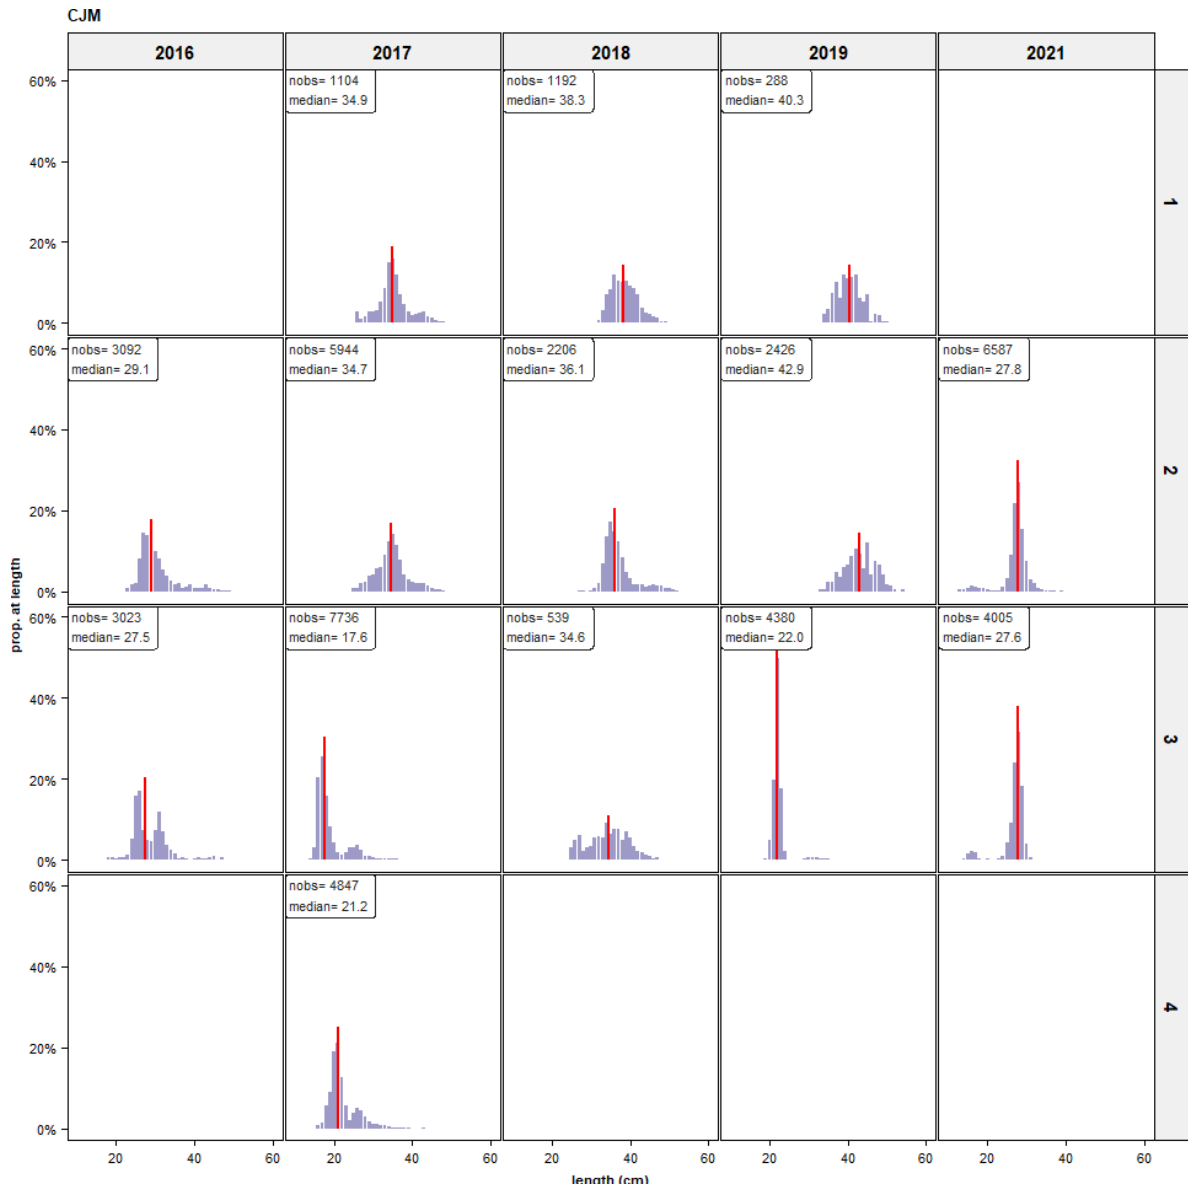 CJM
2016 2017 2018 2019 2021
60%
nobs= 1104 nobs= 1192 nobs= 288
median= 34.9 median= 38.3 median= 40.3
40%
1
20%
0%
60%
nobs= 3092 nobs= 5944 nobs= 2206 nobs= 2426 nobs= 6587
median= 29.1 median= 34.7 median= 36.1 median= 42.9 median= 27.8
40%
2
20%
0%
prop. at length
60%
nobs= 3023 nobs= 7736 nobs= 539 nobs= 4380 nobs= 4005
median= 27.5 median= 17.6 median= 34.6 median= 22.0 median= 27.6
40%
3
20%
0%
60%
nobs= 4847
median= 21.2
40%
4
20%
0%
20 40 60 20 40 60 20 40 60 20 40 60 20 40 60
length (cm)